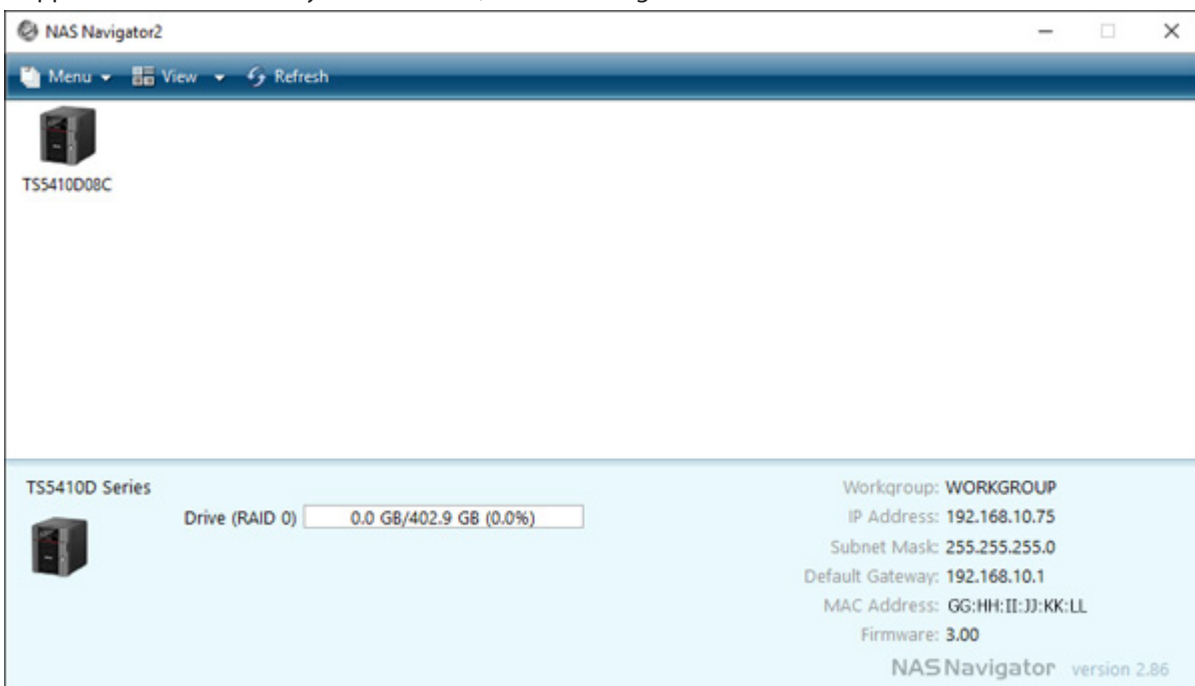 NAS Navigator2
Menu View Refresh
TS5410D08C
TS5410D Series
Drive (RAID 0) 0.0 GB/402.9 GB (0.0%)
Workgroup: WORKGROUP
IP Address: 192.168.10.75
Subnet Mask: 255.255.255.0
Default Gateway: 192.168.10.1
MAC Address: GG:HH:II:JJ:KK:LL
Firmware: 3.00
NAS Navigator version 2.86